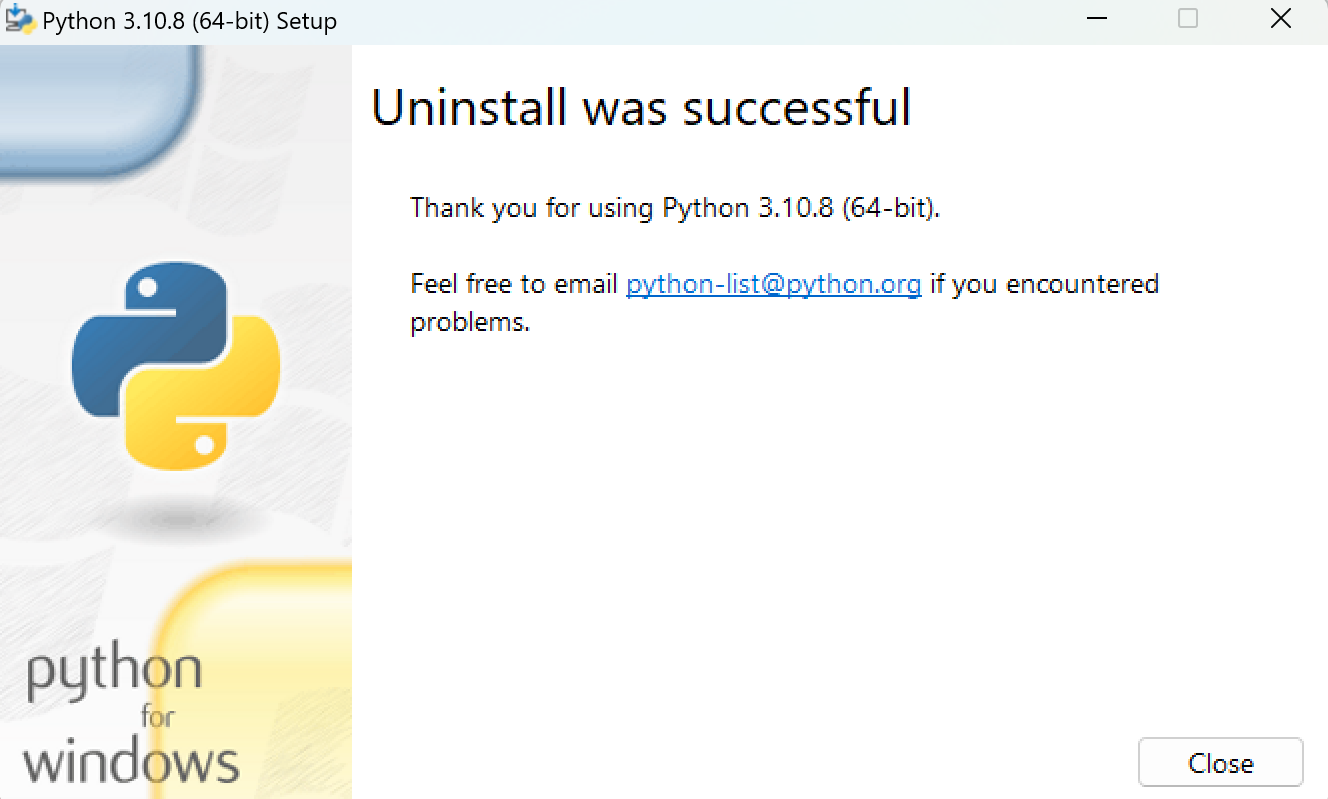 Python 3.10.8 (64-bit) Setup
Uninstall was successful
Thank you for using Python 3.10.8 (64-bit).
Feel free to email python-list@python.org if you encountered
problems.
python
for
windows
Close